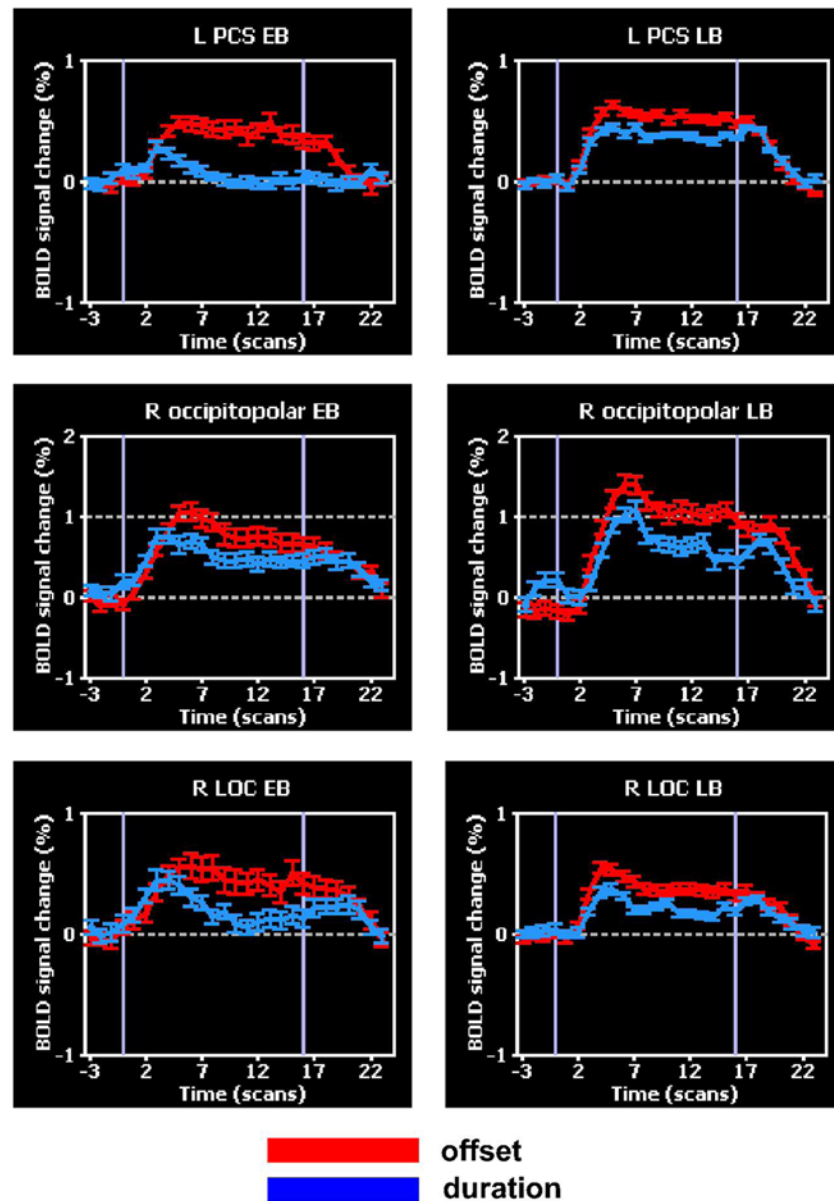 L PCS EB
BOLD signal change (%)
1
0
-1
-3 2 7 12 17 22
Time (scans)
L PCS LB
BOLD signal change (%)
1
0
-1
-3 2 7 12 17 22
Time (scans)
R occipitopolar EB
BOLD signal change (%)
2
1
0
-1
-3 2 7 12 17 22
Time (scans)
R occipitopolar LB
BOLD signal change (%)
2
1
0
-1
-3 2 7 12 17 22
Time (scans)
R LOC EB
BOLD signal change (%)
1
0
-1
-3 2 7 12 17 22
Time (scans)
R LOC LB
BOLD signal change (%)
1
0
-1
-3 2 7 12 17 22
Time (scans)
offset
duration